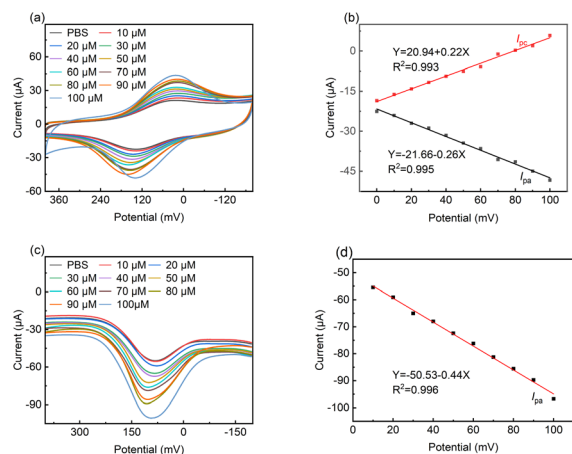 (a)
PBS 10 µM
20 µM 30 µM
40 µM 50 µM
60 µM 70 µM
80 µM 90 µM
100 µM
90
60
30
0
-30
-60
Current (µA)
360 240 120 0 -120
Potential (mV)
(b)
0
-15
-30
-45
Current (µA)
Ipc
Y=20.94+0.22X
R²=0.993
Y=-21.66-0.26X
R²=0.995
Ipa
0 20 40 60 80 100
Potential (mV)
(c)
PBS 10 µM 20 µM
30 µM 40 µM 50 µM
60 µM 70 µM 80 µM
90 µM 100µM
0
-30
-60
-90
Current (µA)
300 150 0 -150
Potential (mV)
(d)
-50
-60
-70
-80
-90
-100
Current (µA)
Y=-50.53-0.44X
R²=0.996
Ipa
0 20 40 60 80 100
Potential (mV)